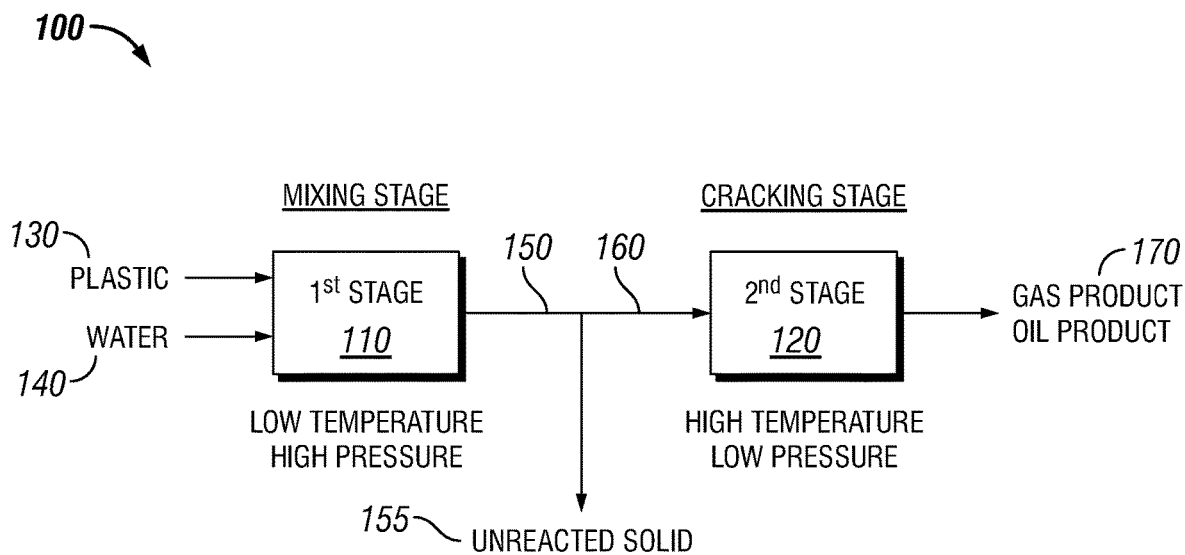 100
MIXING STAGE
CRACKING STAGE
130
PLASTIC
WATER
140
1st STAGE
110
LOW TEMPERATURE
HIGH PRESSURE
150
160
2nd STAGE
120
HIGH TEMPERATURE
LOW PRESSURE
170
GAS PRODUCT
OIL PRODUCT
155
UNREACTED SOLID